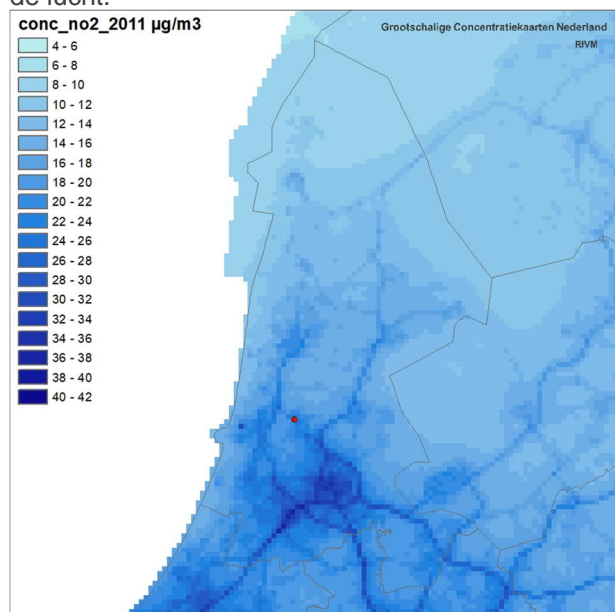 de lucht.
conc_no2_2011 µg/m3
Grootschalige Concentratiekaarten Nederland
RIVM
4 - 6
6 - 8
8 - 10
10 - 12
12 - 14
14 - 16
16 - 18
18 - 20
20 - 22
22 - 24
24 - 26
26 - 28
28 - 30
30 - 32
32 - 34
34 - 36
36 - 38
38 - 40
40 - 42